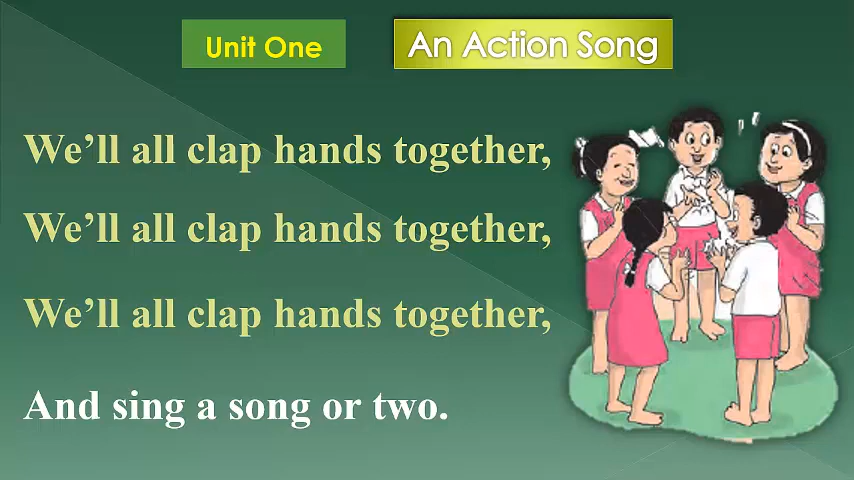 Unit One
An Action Song
We'll all clap hands together,
We'll all clap hands together,
We'll all clap hands together,
And sing a song or two.